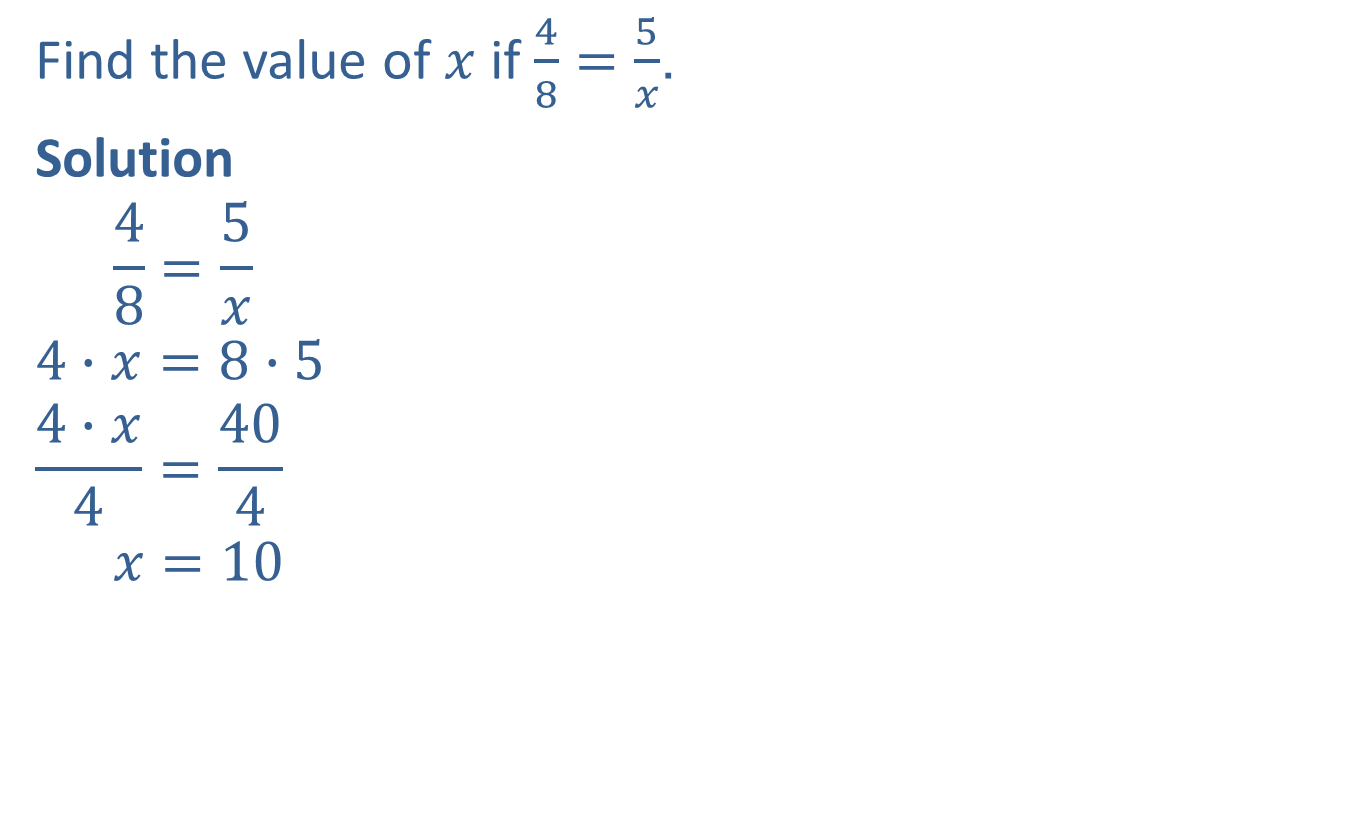 Find the value of x if 4/8 = 5/x.
Solution
4/8 = 5/x
4 · x = 8 · 5
4 · x/4 = 40/4
x = 10